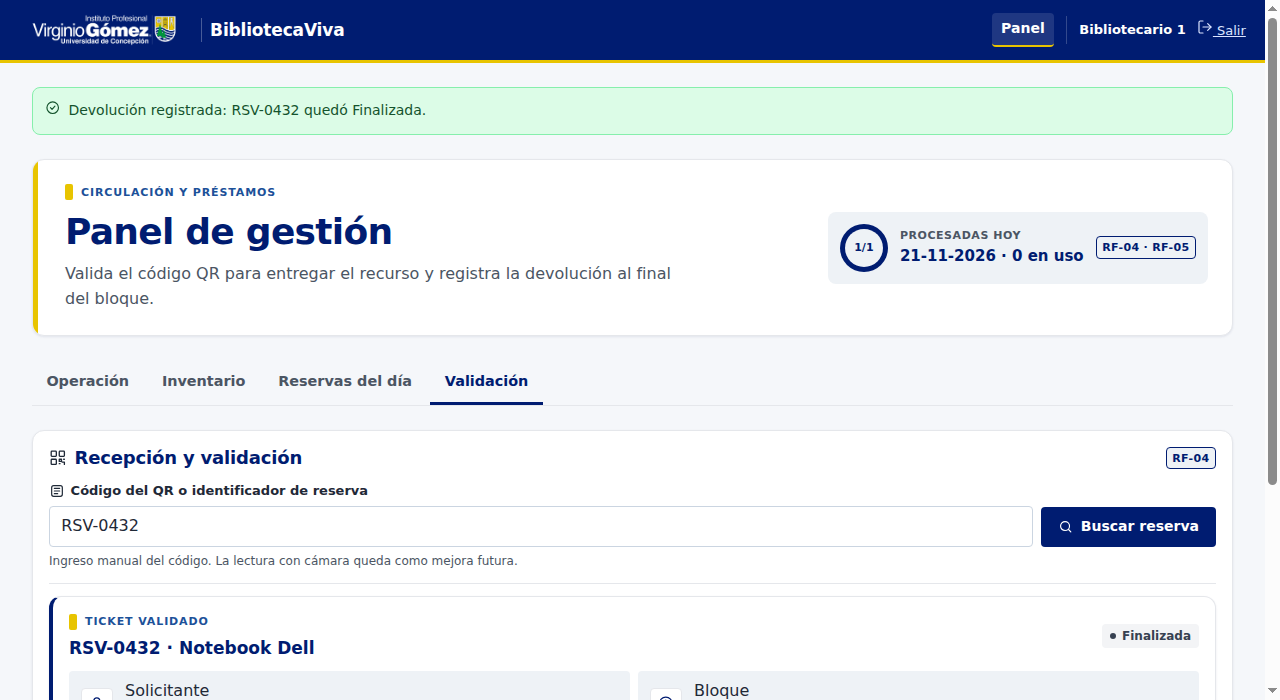 Instituto Profesional
VirginioGómez
Universidad de Concepción
BibliotecaViva
Panel
Bibliotecario 1
Salir
Devolución registrada: RSV-0432 quedó Finalizada.
CIRCULACIÓN Y PRÉSTAMOS
Panel de gestión
Valida el código QR para entregar el recurso y registra la devolución al final
del bloque.
1/1
PROCESADAS HOY
21-11-2026 · 0 en uso
RF-04 · RF-05
Operación
Inventario
Reservas del día
Validación
Recepción y validación
RF-04
Código del QR o identificador de reserva
RSV-0432
Buscar reserva
Ingreso manual del código. La lectura con cámara queda como mejora futura.
TICKET VALIDADO
RSV-0432 · Notebook Dell
Finalizada
Solicitante
Bloque